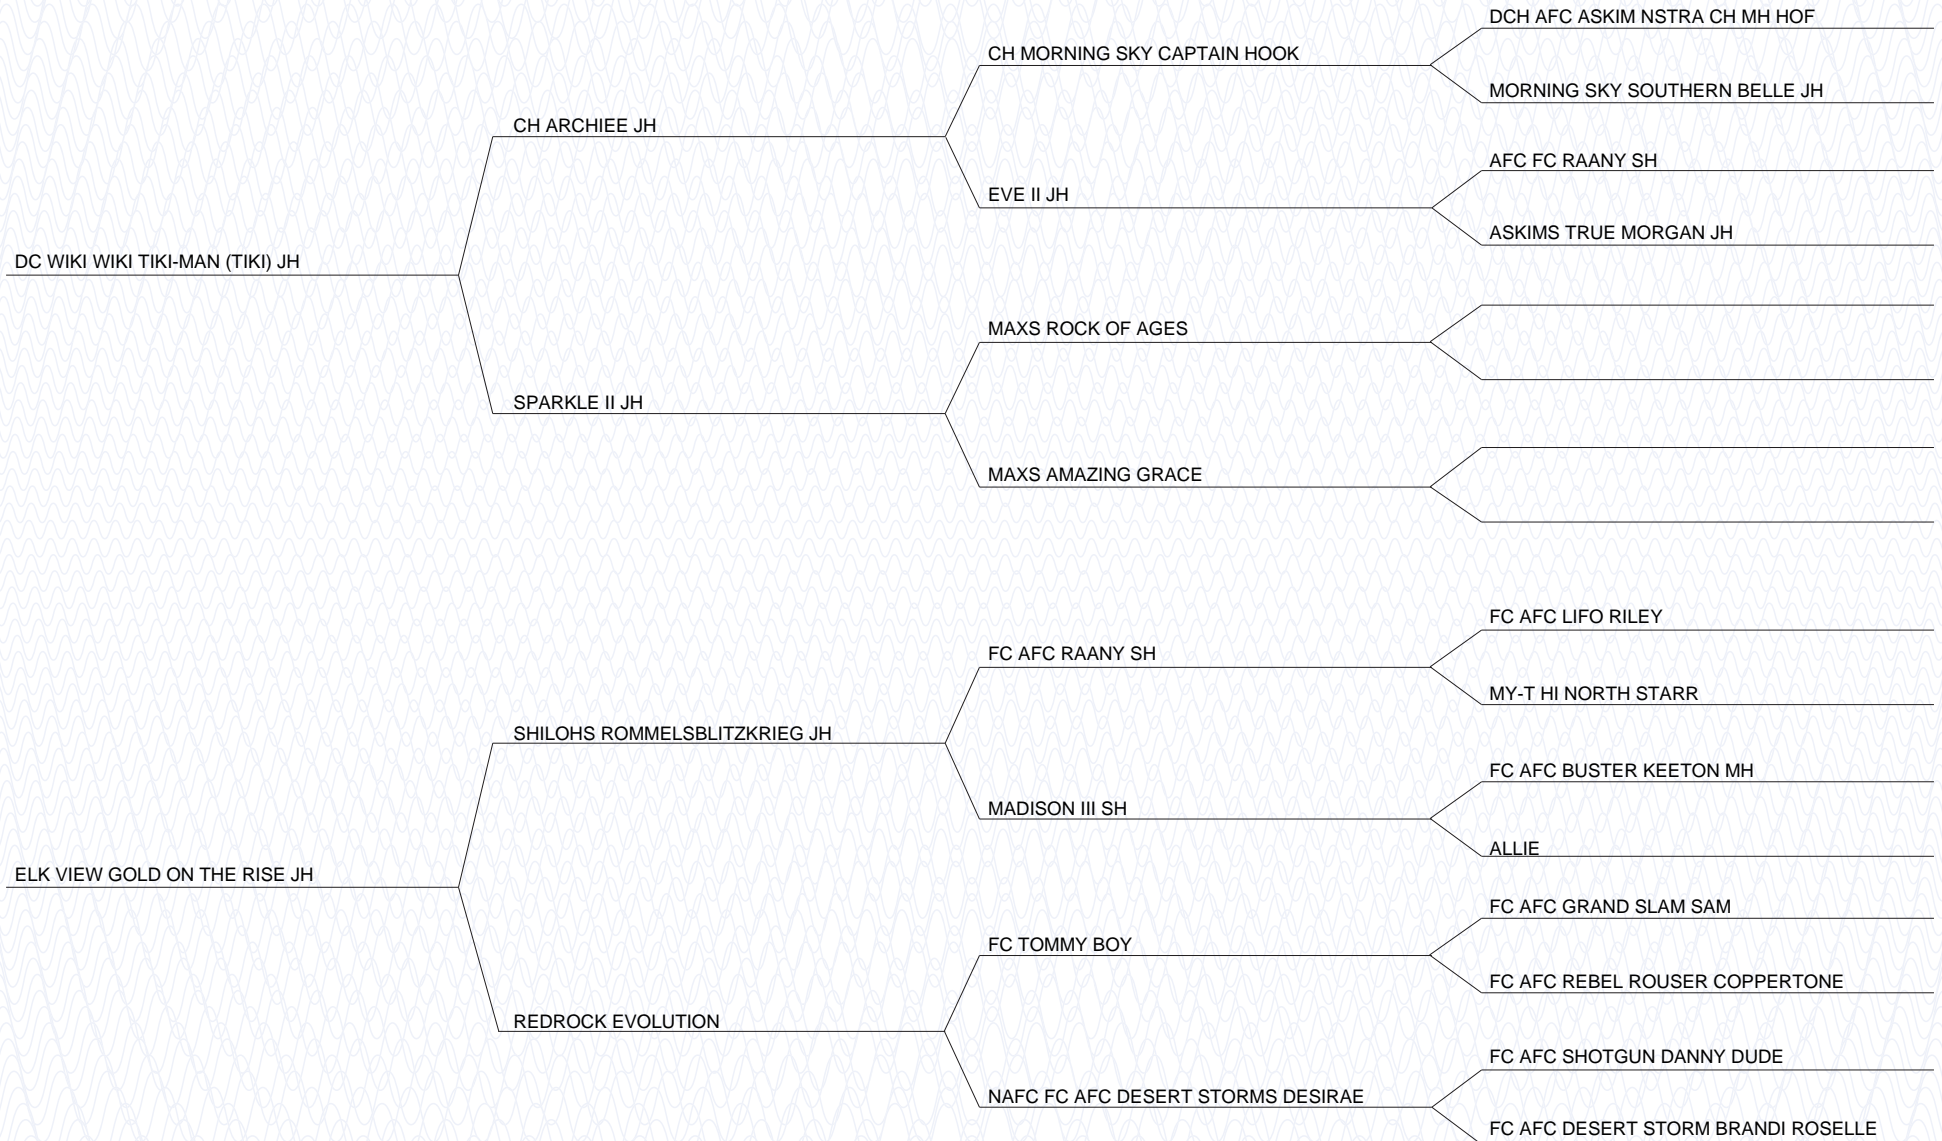 DCH AFC ASKIM NSTRA CH MH HOF
CH MORNING SKY CAPTAIN HOOK
MORNING SKY SOUTHERN BELLE JH
CH ARCHIEE JH
AFC FC RAANY SH
EVE II JH
ASKIMS TRUE MORGAN JH
DC WIKI WIKI TIKI-MAN (TIKI) JH
MAXS ROCK OF AGES
SPARKLE II JH
MAXS AMAZING GRACE
FC AFC LIFO RILEY
FC AFC RAANY SH
MY-T HI NORTH STARR
SHILOHS ROMMELSBLITZKRIEG JH
FC AFC BUSTER KEETON MH
MADISON III SH
ALLIE
ELK VIEW GOLD ON THE RISE JH
FC AFC GRAND SLAM SAM
FC TOMMY BOY
FC AFC REBEL ROUSER COPPERTONE
REDROCK EVOLUTION
FC AFC SHOTGUN DANNY DUDE
NAFC FC AFC DESERT STORMS DESIRAE
FC AFC DESERT STORM BRANDI ROSELLE